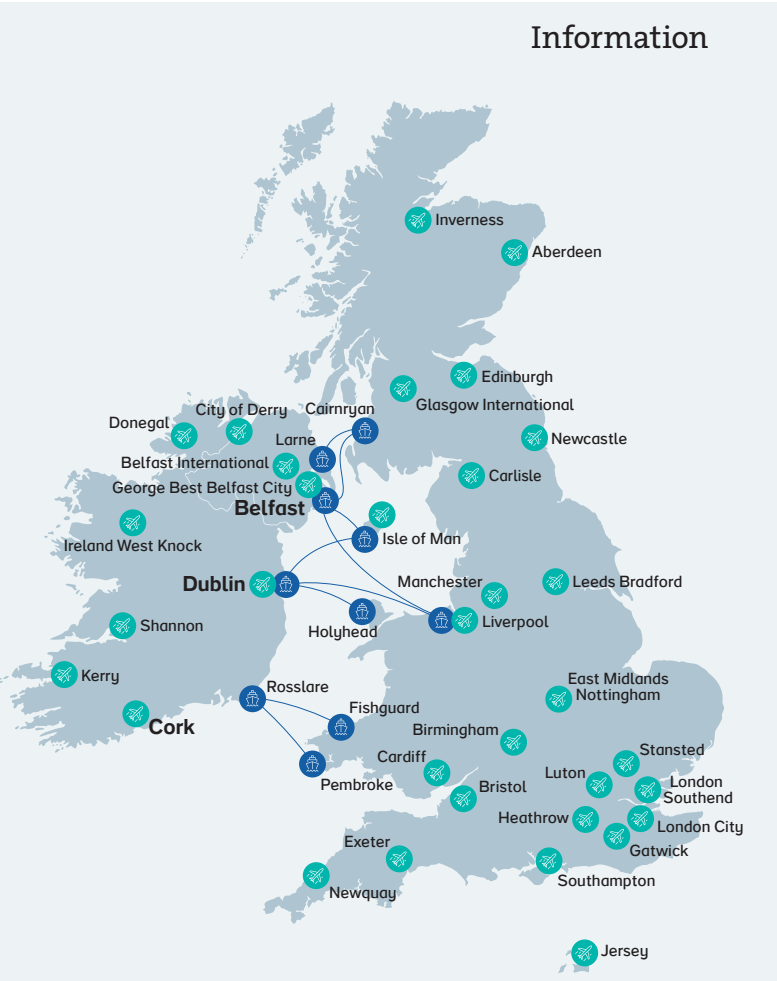 Information
Inverness
Aberdeen
Edinburgh
Glasgow International
Cairnryan
City of Derry
Donegal
Larne
Newcastle
Belfast International
Carlisle
George Best Belfast City
Belfast
Isle of Man
Ireland West Knock
Manchester
Leeds Bradford
Dublin
Liverpool
Holyhead
Shannon
Kerry
Rosslare
East Midlands
Nottingham
Cork
Fishguard
Birmingham
Stansted
Cardiff
Luton
London
Southend
Pembroke
Bristol
Heathrow
London City
Exeter
Gatwick
Southampton
Newquay
Jersey